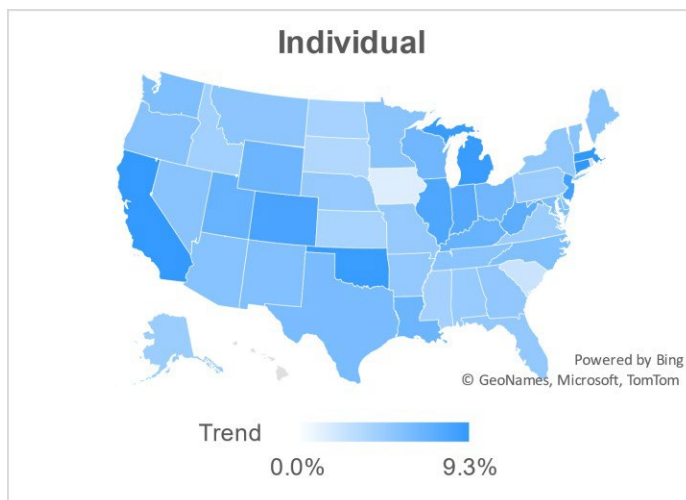 Individual
Powered by Bing
© GeoNames, Microsoft, TomTom
Trend
0.0%
9.3%